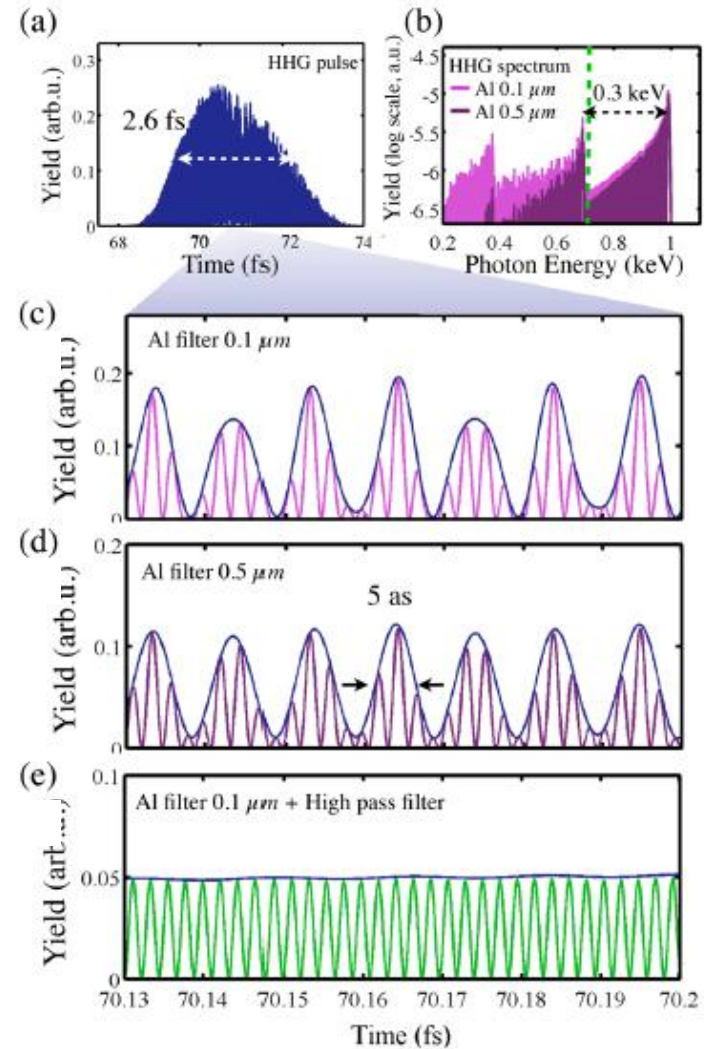 (a)
HHG pulse
2.6 fs
Yield (arb.u.)
0.3
0.2
0.1
0
68
70
72
74
Time (fs)
(b)
HHG spectrum
Al 0.1 µm
Al 0.5 µm
0.3 keV
Yield (log scale, a.u.)
-4.5
-5
-5.5
-6
-6.5
0.2
0.4
0.6
0.8
1
Photon Energy (keV)
(c)
Al filter 0.1 µm
Yield (arb.u.)
0.2
0.1
0
(d)
Al filter 0.5 µm
5 as
Yield (arb.u.)
0.2
0.1
0
(e)
Al filter 0.1 µm + High pass filter
Yield
0.1
0.05
0
70.13
70.14
70.15
70.16
70.17
70.18
70.19
70.2
Time (fs)